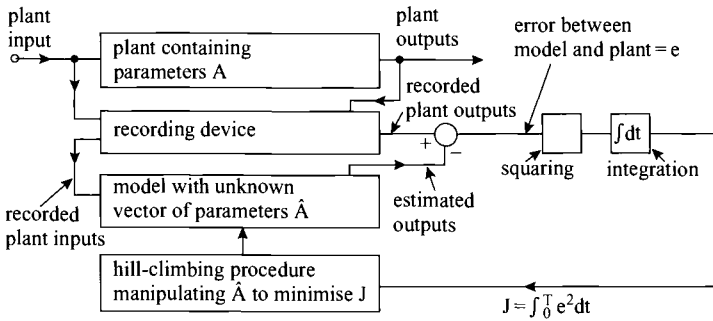 plant
input
plant containing
parameters A
plant
outputs
error between
model and plant = e
recorded
plant outputs
recording device
+
−
∫dt
squaring
integration
model with unknown
vector of parameters Â
estimated
outputs
recorded
plant inputs
hill-climbing procedure
manipulating Â to minimise J
J = ∫₀ᵀ e²dt